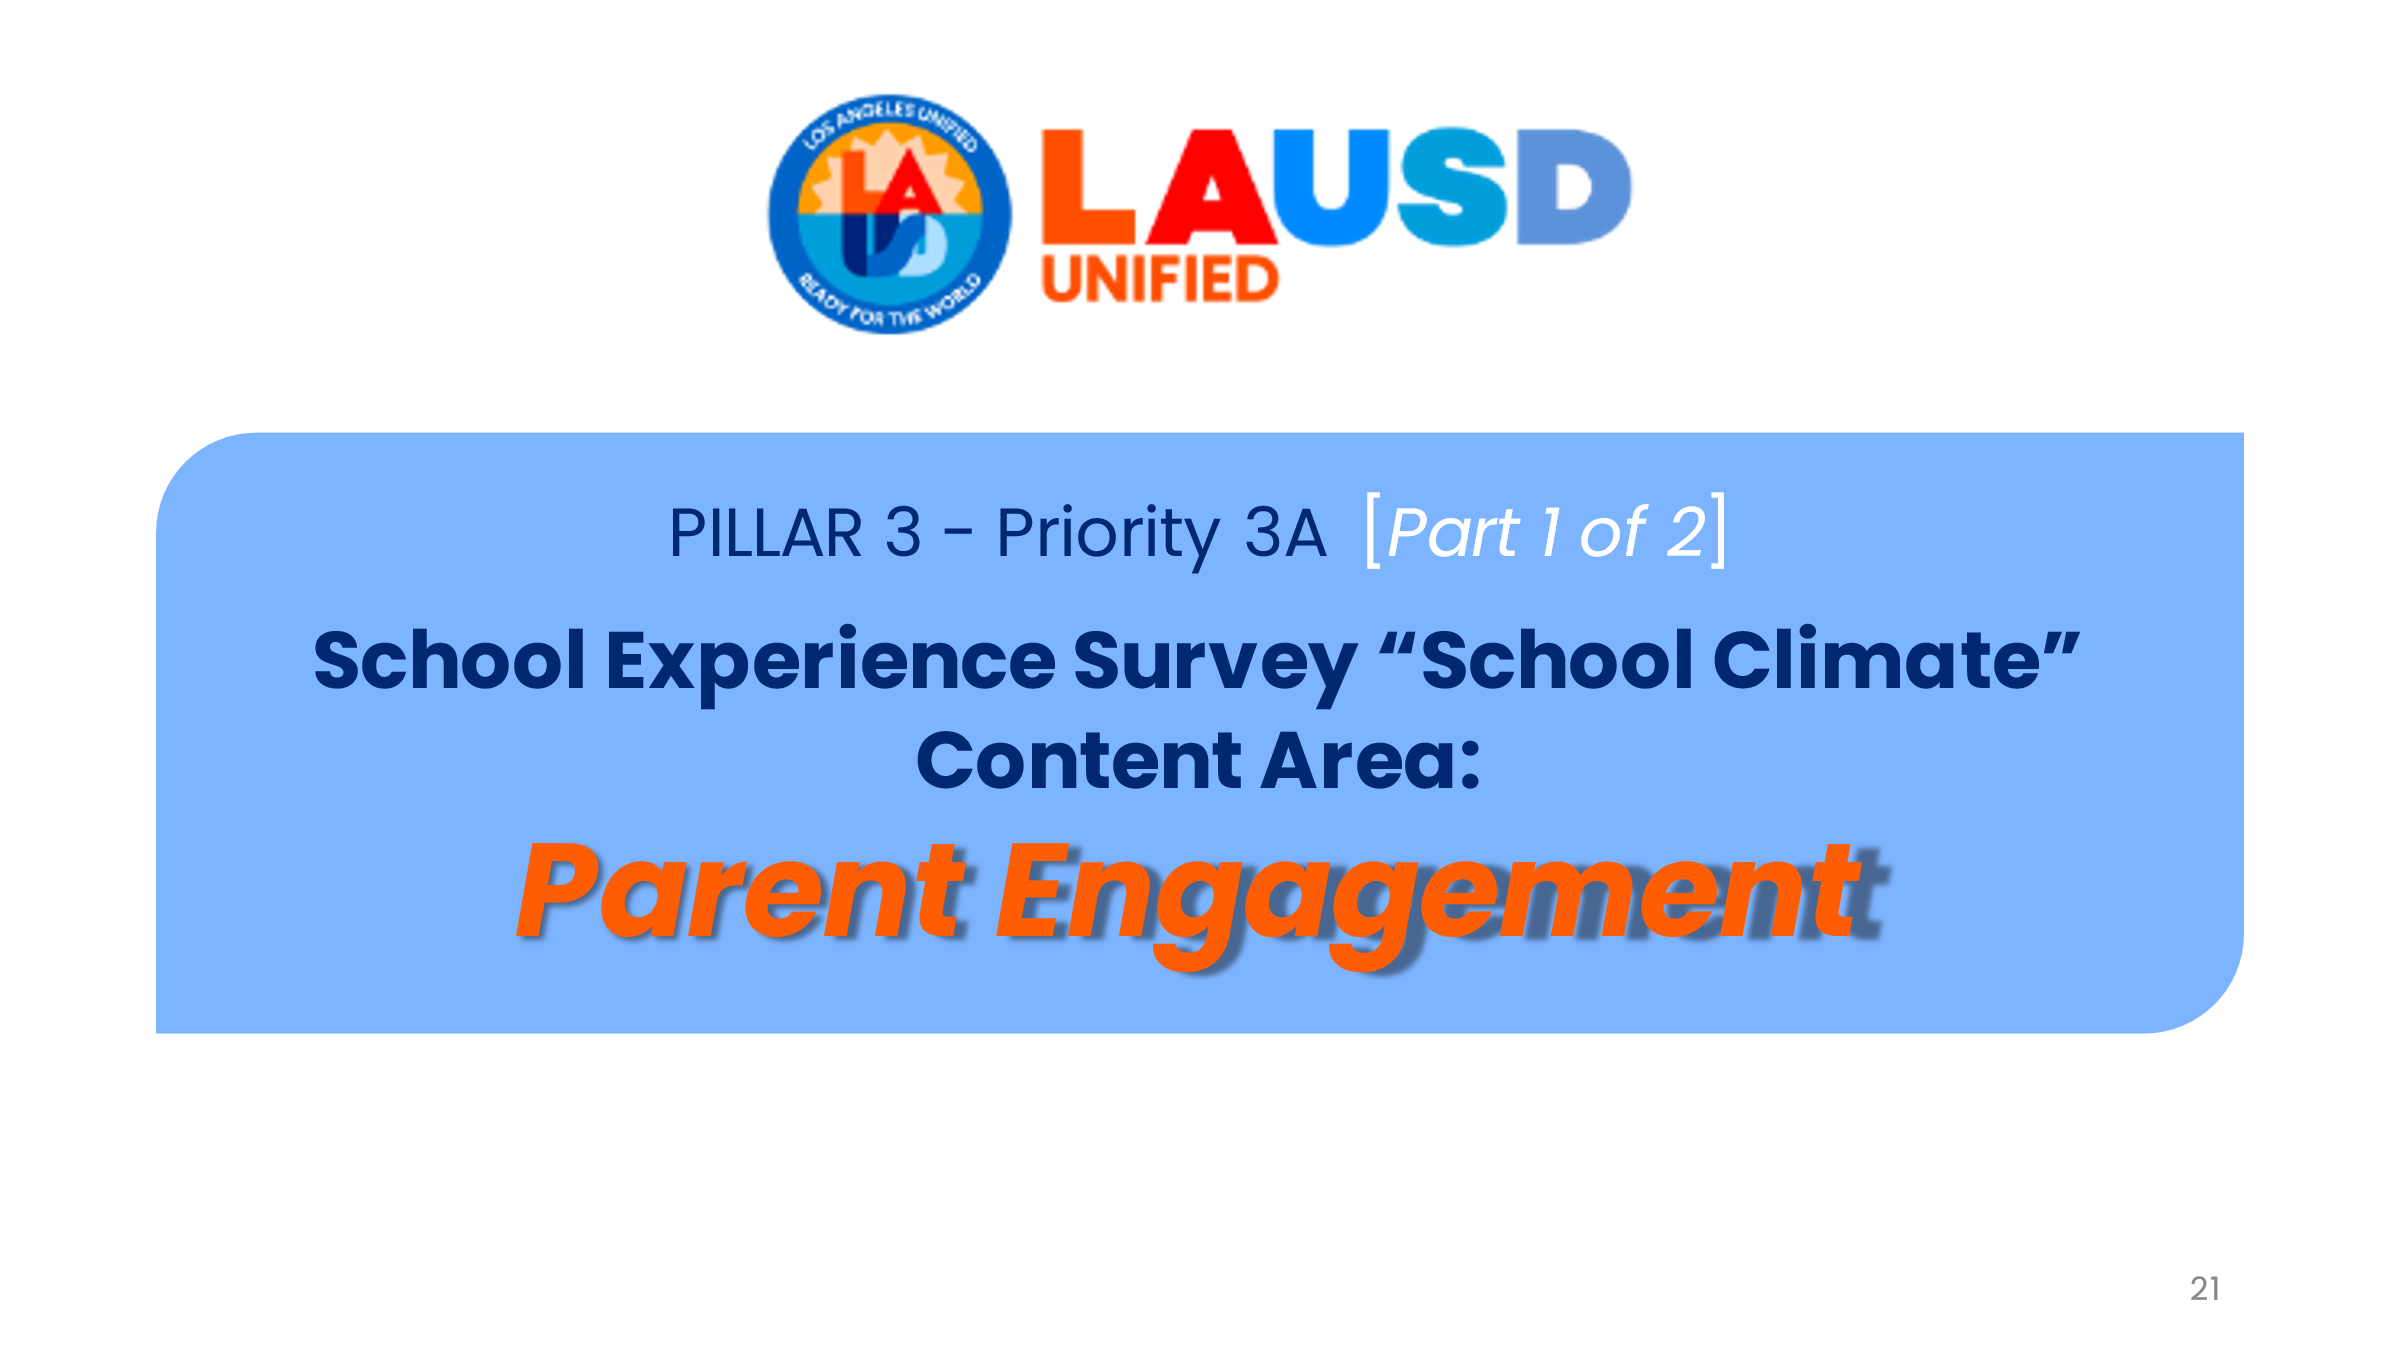 LOS ANGELES UNIFIED
LAUSD
READY FOR THE WORLD
LAUSD
UNIFIED
PILLAR 3 - Priority 3A [Part 1 of 2]
School Experience Survey “School Climate”
Content Area:
Parent Engagement
21